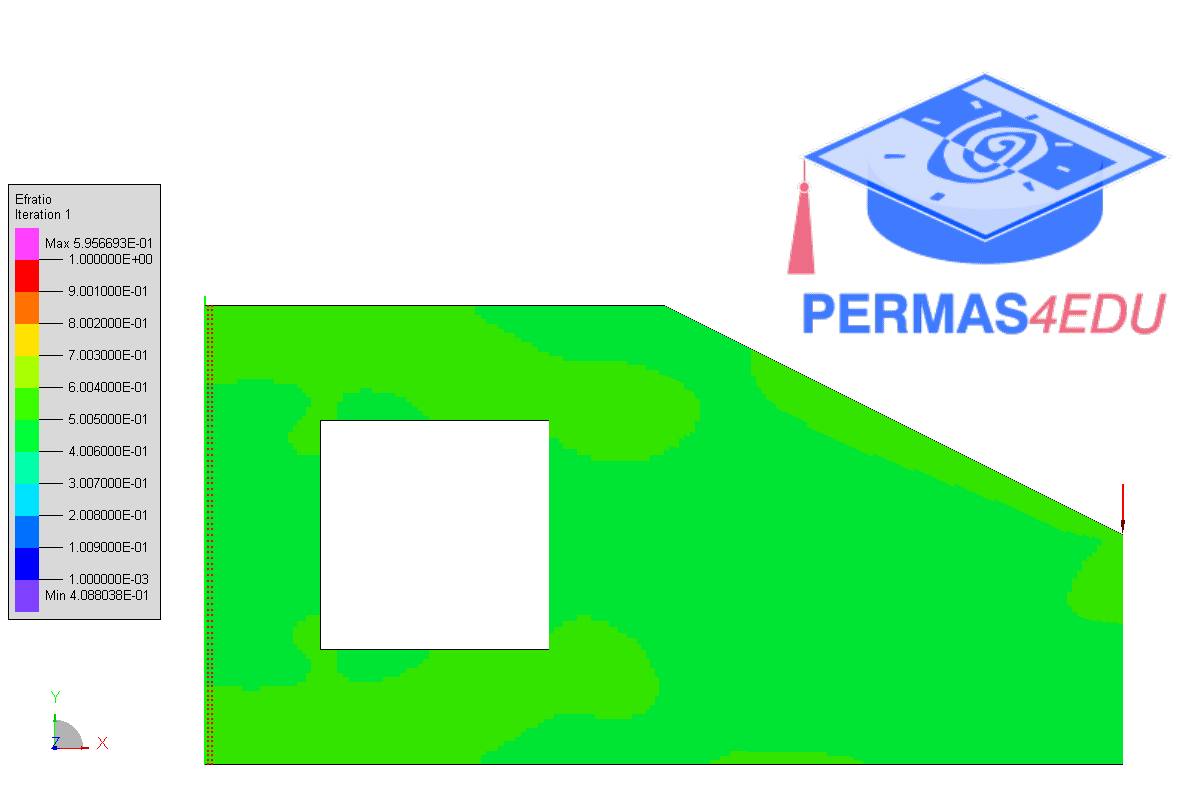 Efratio
Iteration 1
Max 5.956693E-01
1.000000E+00
9.001000E-01
8.002000E-01
7.003000E-01
6.004000E-01
5.005000E-01
4.006000E-01
3.007000E-01
2.008000E-01
1.009000E-01
1.000000E-03
Min 4.088038E-01
PERMAS4EDU
Y
Z
X